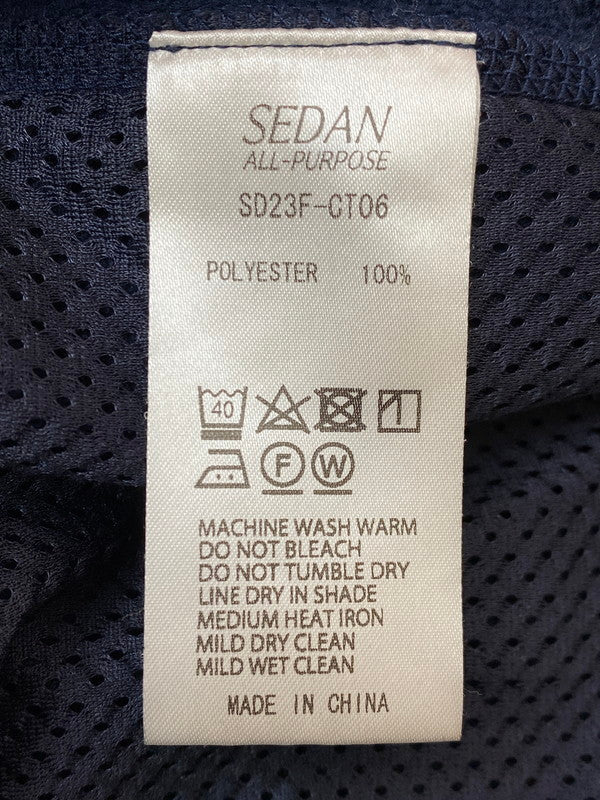 SEDAN
ALL-PURPOSE
SD23F-CT06
POLYESTER 100%
40
F W
MACHINE WASH WARM
DO NOT BLEACH
DO NOT TUMBLE DRY
LINE DRY IN SHADE
MEDIUM HEAT IRON
MILD DRY CLEAN
MILD WET CLEAN
MADE IN CHINA